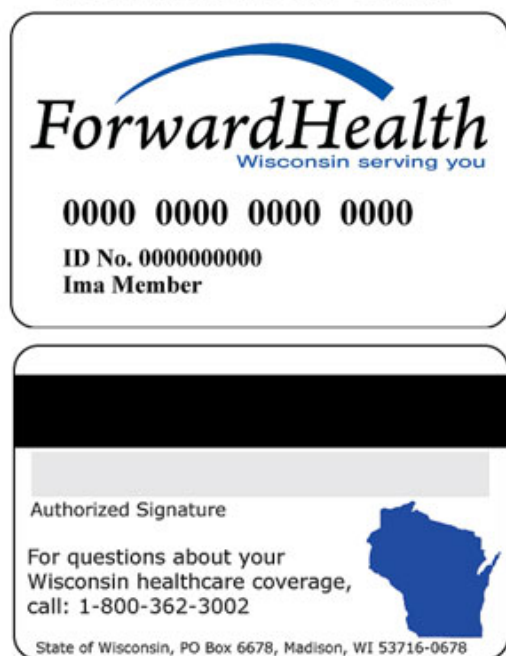 ForwardHealth
Wisconsin serving you
0000 0000 0000 0000
ID No. 0000000000
Ima Member
Authorized Signature
For questions about your
Wisconsin healthcare coverage,
call: 1-800-362-3002
State of Wisconsin, PO Box 6678, Madison, WI 53716-0678